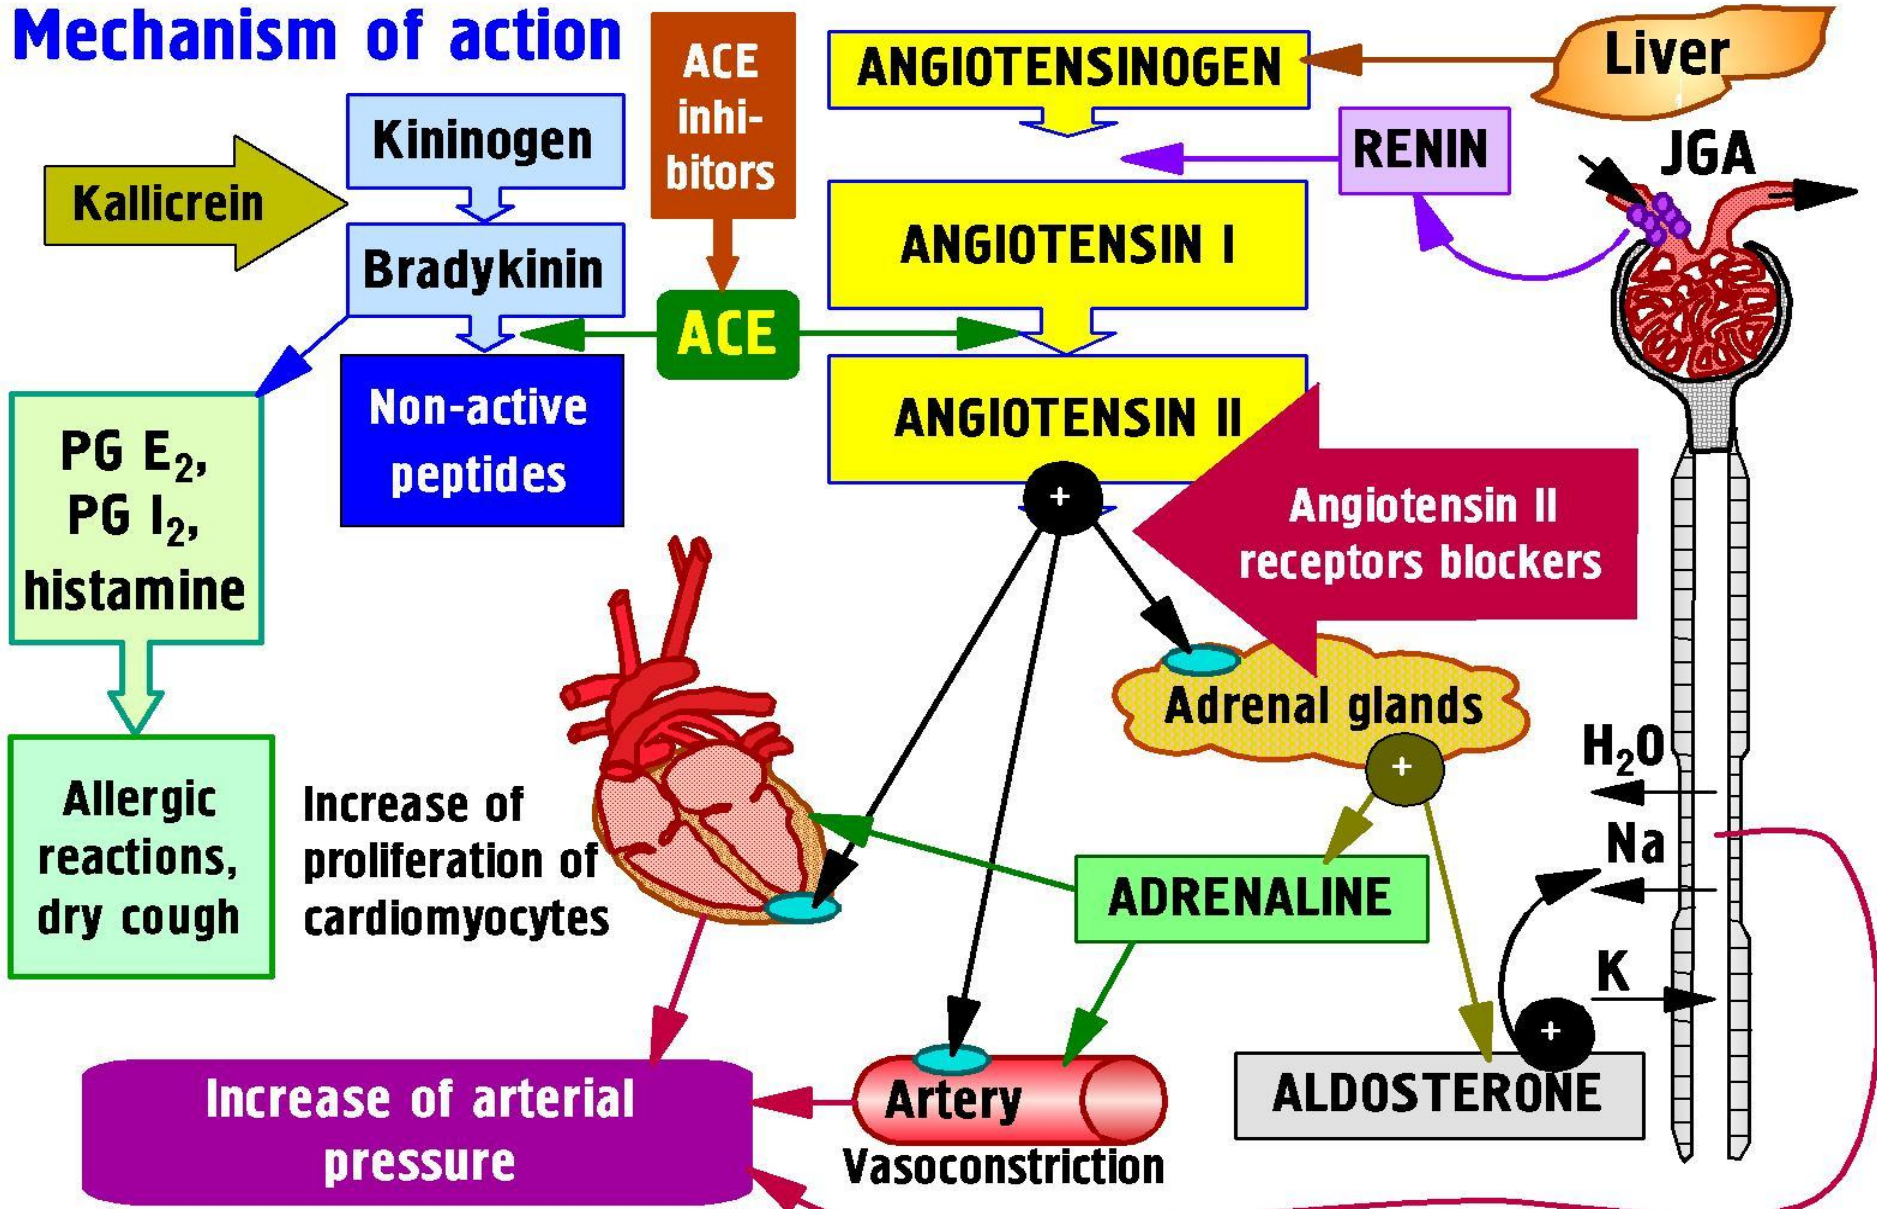 Mechanism of action
Kallicrein
Kininogen
Bradykinin
Non-active
peptides
PG E₂,
PG I₂,
histamine
Allergic
reactions,
dry cough
ACE
inhi-
bitors
ACE
ANGIOTENSINOGEN
Liver
RENIN
JGA
ANGIOTENSIN I
ANGIOTENSIN II
+
Angiotensin II
receptors blockers
Adrenal glands
+
Increase of
proliferation of
cardiomyocytes
ADRENALINE
H₂O
Na
K
+
ALDOSTERONE
Artery
Vasoconstriction
Increase of arterial
pressure